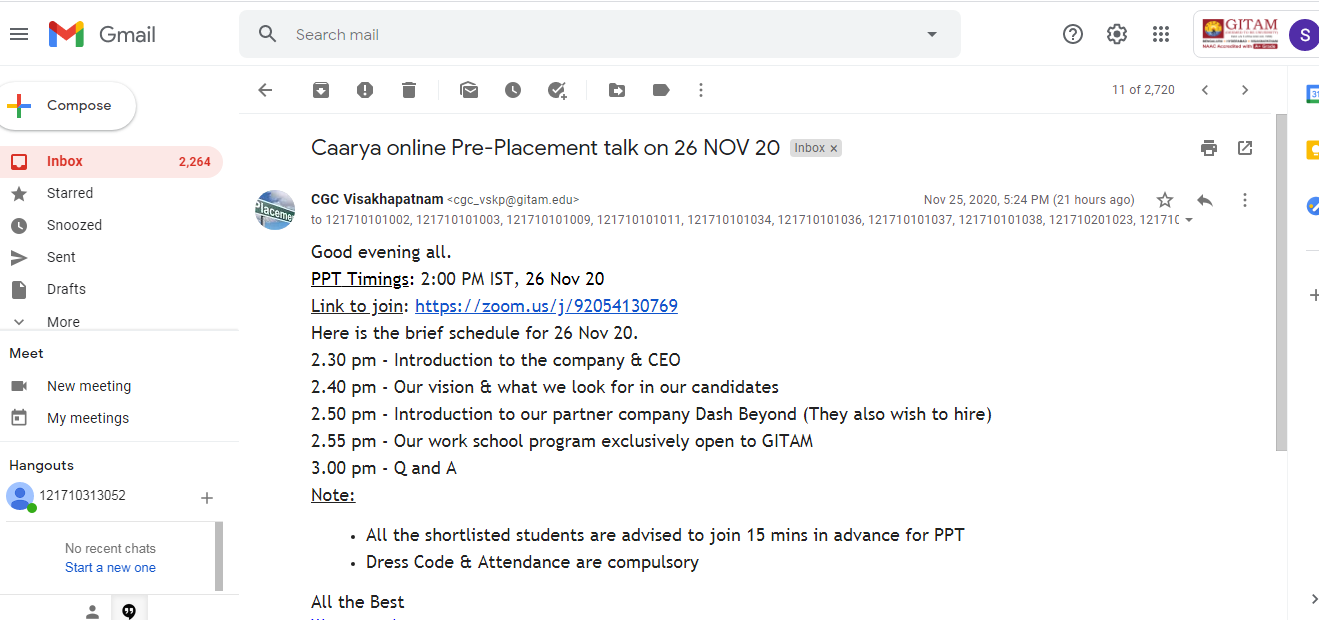 Gmail
Search mail
GITAM
S
Compose
11 of 2,720
Inbox 2,264
Starred
Snoozed
Sent
Drafts
More
Meet
New meeting
My meetings
Hangouts
121710313052
No recent chats
Start a new one
Caarya online Pre-Placement talk on 26 NOV 20 Inbox ×
CGC Visakhapatnam <cgc_vskp@gitam.edu> Nov 25, 2020, 5:24 PM (21 hours ago)
to 121710101002, 121710101003, 121710101009, 121710101011, 121710101034, 121710101036, 121710101037, 121710101038, 121710201023, 121710
Good evening all.
PPT Timings: 2:00 PM IST, 26 Nov 20
Link to join: https://zoom.us/j/92054130769
Here is the brief schedule for 26 Nov 20.
2.30 pm - Introduction to the company & CEO
2.40 pm - Our vision & what we look for in our candidates
2.50 pm - Introduction to our partner company Dash Beyond (They also wish to hire)
2.55 pm - Our work school program exclusively open to GITAM
3.00 pm - Q and A
Note:
• All the shortlisted students are advised to join 15 mins in advance for PPT
• Dress Code & Attendance are compulsory
All the Best